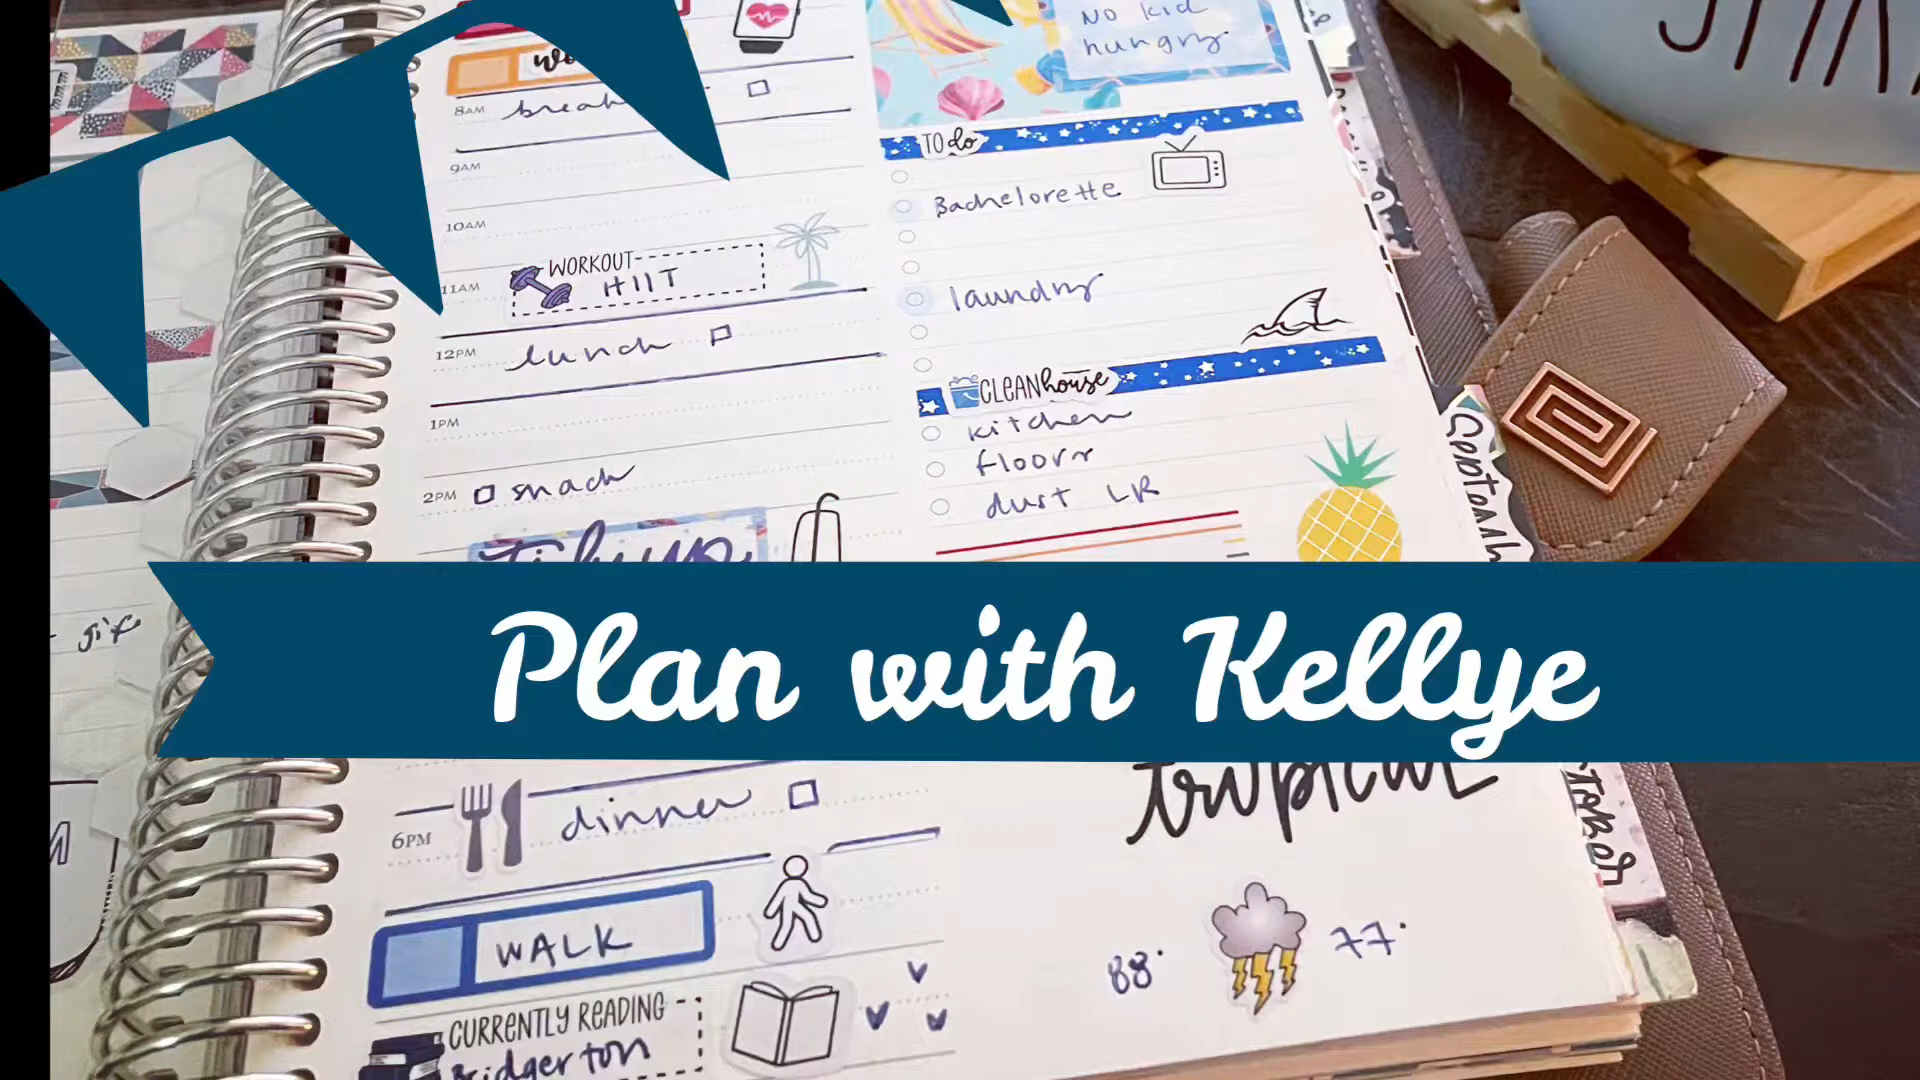 No kid
hungry.
8AM
9AM
10AM
WORKOUT
11AM HIIT
12PM lunch
1PM
2PM snack
TO do
Bachelorette
laundry
CLEAN house
kitchen
floors
dust LR
Plan with Kellye
6PM dinner
WALK
CURRENTLY READING
Bridgerton
tropical
88° 77°